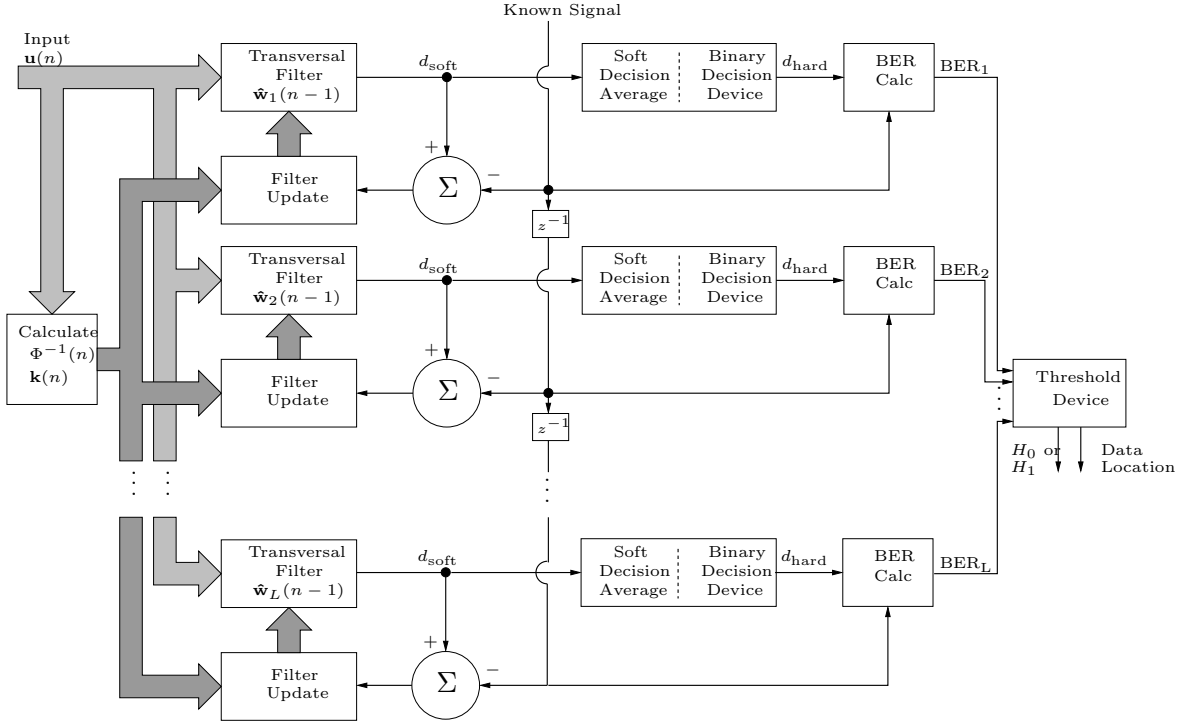 Known Signal
Input
𝐮(n)
Transversal
Filter
𝐰̂₁(n − 1)
d_soft
Soft
Decision
Average
Binary
Decision
Device
d_hard
BER
Calc
BER₁
+
−
Σ
Filter
Update
z⁻¹
Transversal
Filter
𝐰̂₂(n − 1)
d_soft
Soft
Decision
Average
Binary
Decision
Device
d_hard
BER
Calc
BER₂
Calculate
Φ⁻¹(n)
𝐤(n)
+
−
Σ
Filter
Update
z⁻¹
Threshold
Device
H₀ or
H₁
Data
Location
Transversal
Filter
𝐰̂_L(n − 1)
d_soft
Soft
Decision
Average
Binary
Decision
Device
d_hard
BER
Calc
BER_L
+
−
Σ
Filter
Update